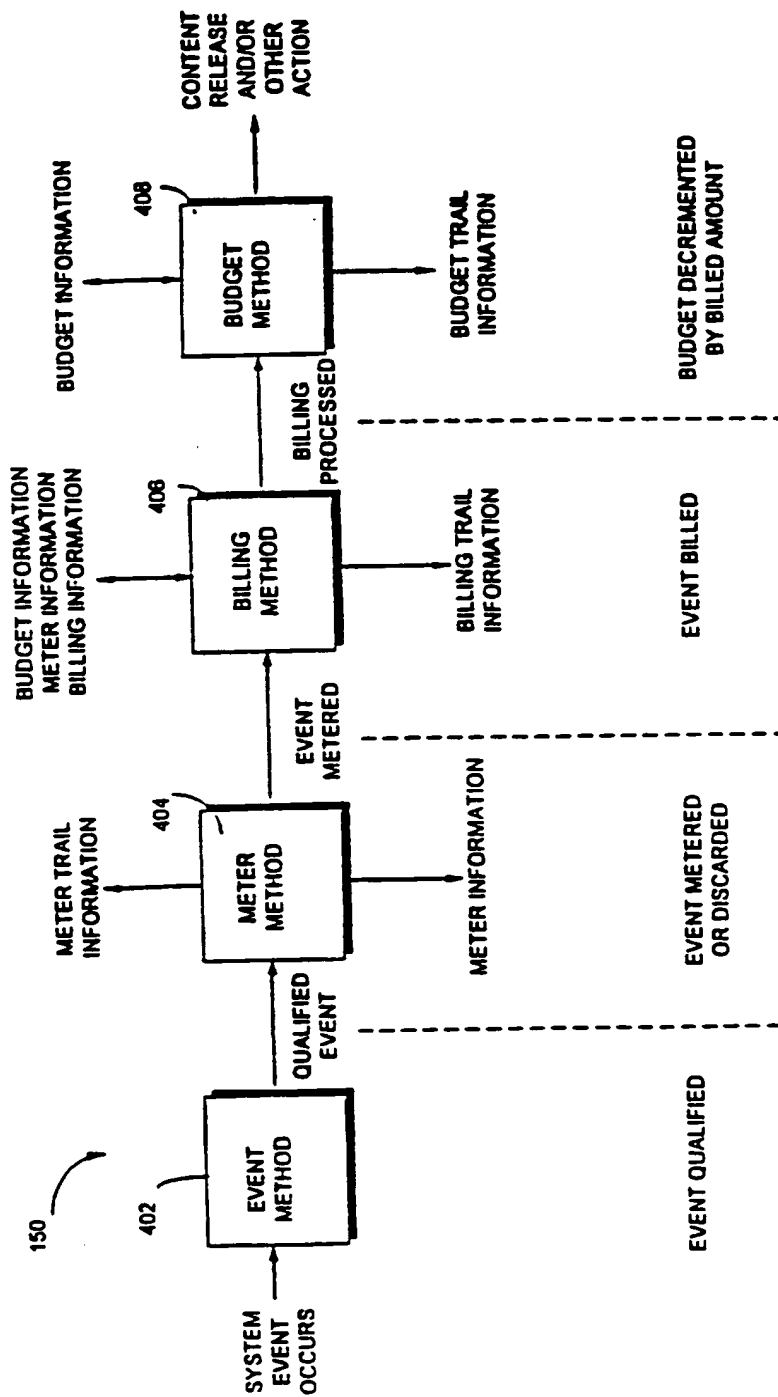 150
SYSTEM
EVENT
OCCURS
402
EVENT
METHOD
QUALIFIED
EVENT
METER TRAIL
INFORMATION
404
METER
METHOD
METER INFORMATION
EVENT
METERED
BUDGET INFORMATION
METER INFORMATION
BILLING INFORMATION
406
BILLING
METHOD
BILLING TRAIL
INFORMATION
BILLING
PROCESSED
BUDGET INFORMATION
408
BUDGET
METHOD
BUDGET TRAIL
INFORMATION
CONTENT
RELEASE
AND/OR
OTHER
ACTION
EVENT QUALIFIED
EVENT METERED
OR DISCARDED
EVENT BILLED
BUDGET DECREMENTED
BY BILLED AMOUNT